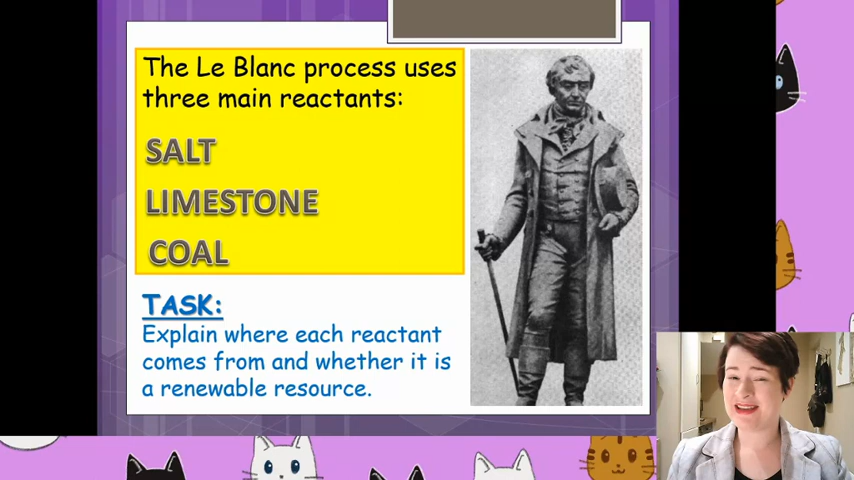 The Le Blanc process uses
three main reactants:
SALT
LIMESTONE
COAL
TASK:
Explain where each reactant
comes from and whether it is
a renewable resource.